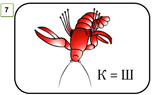 7
К = Ш